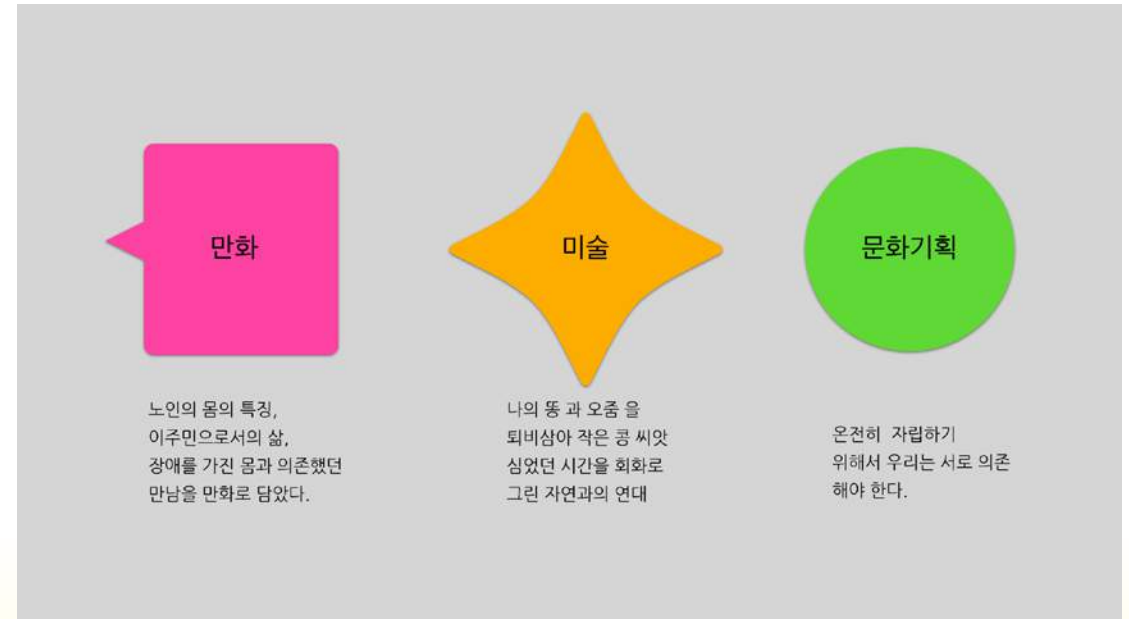 만화
미술
문화기획
노인의 몸의 특징,
이주민으로서의 삶,
장애를 가진 몸과 의존했던
만남을 만화로 담았다.
나의 똥 과 오줌 을
퇴비삼아 작은 콩 씨앗
심었던 시간을 회화로
그린 자연과의 연대
온전히 자립하기
위해서 우리는 서로 의존
해야 한다.